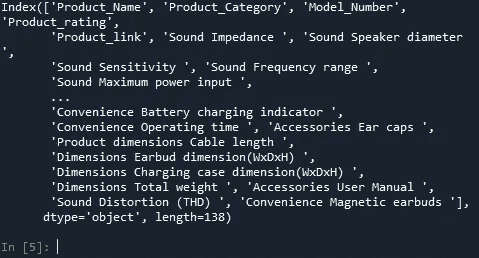 Index(['Product_Name', 'Product_Category', 'Model_Number',
'Product_rating',
'Product_link', 'Sound Impedance ', 'Sound Speaker diameter
',
'Sound Sensitivity ', 'Sound Frequency range ',
'Sound Maximum power input ',
...
'Convenience Battery charging indicator ',
'Convenience Operating time ', 'Accessories Ear caps ',
'Product dimensions Cable length ',
'Dimensions Earbud dimension(WxDxH) ',
'Dimensions Charging case dimension(WxDxH) ',
'Dimensions Total weight ', 'Accessories User Manual ',
'Sound Distortion (THD) ', 'Convenience Magnetic earbuds '],
dtype='object', length=138)
In [5]: